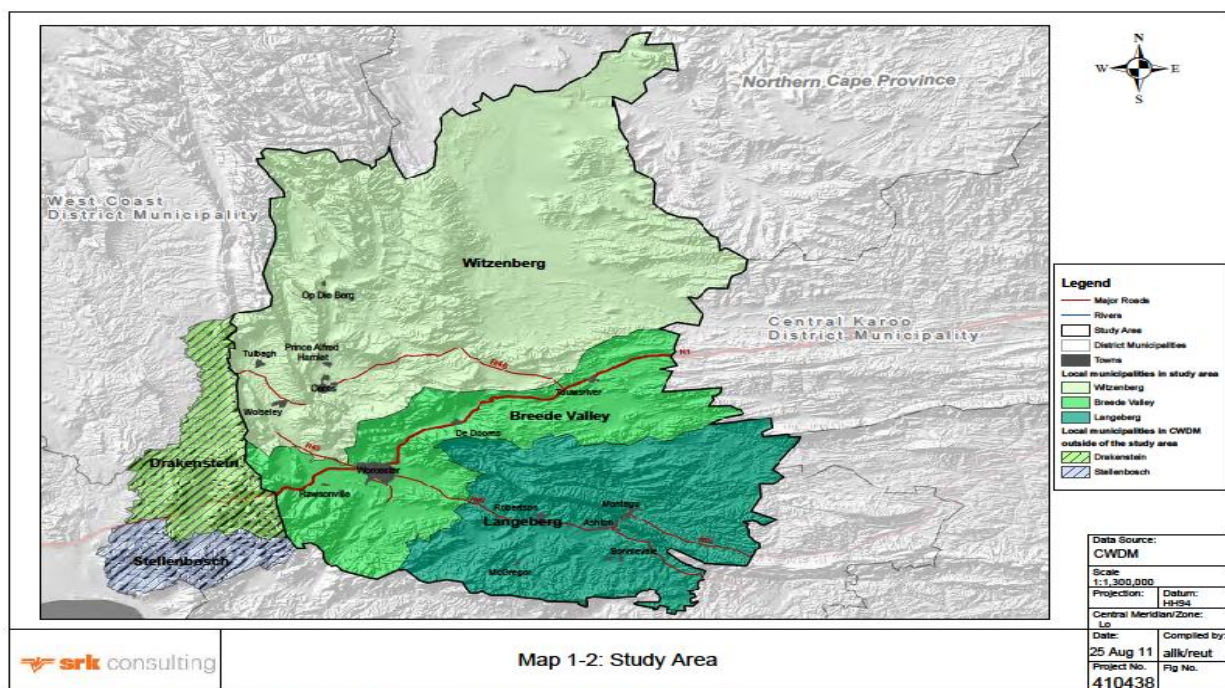 Northern Cape Province
N
W E
S
West Coast
District Municipality
Witzenberg
Op Die Berg
Central Karoo
District Municipality
Tulbagh
Prince Alfred
Hamlet
Ceres
R46
N1
Touwsriver
Wolseley
Breede Valley
De Doorns
Drakenstein
Worcester
Rawsonville
Robertson
Montagu
Langeberg
Ashton
Bonnievale
Stellenbosch
McGregor
Legend
Major Roads
Rivers
Study Area
District Municipalities
Towns
Local municipalities in study area
Witzenberg
Breede Valley
Langeberg
Local municipalities in CWDM
outside of the study area
Drakenstein
Stellenbosch
Data Source:
CWDM
Scale
1:1,300,000
Projection: Datum:
HH94
Central Meridian/Zone:
Lo
Date: Compiled by:
25 Aug 11 allk/reut
Project No. Fig No.
410438
srk consulting
Map 1-2: Study Area